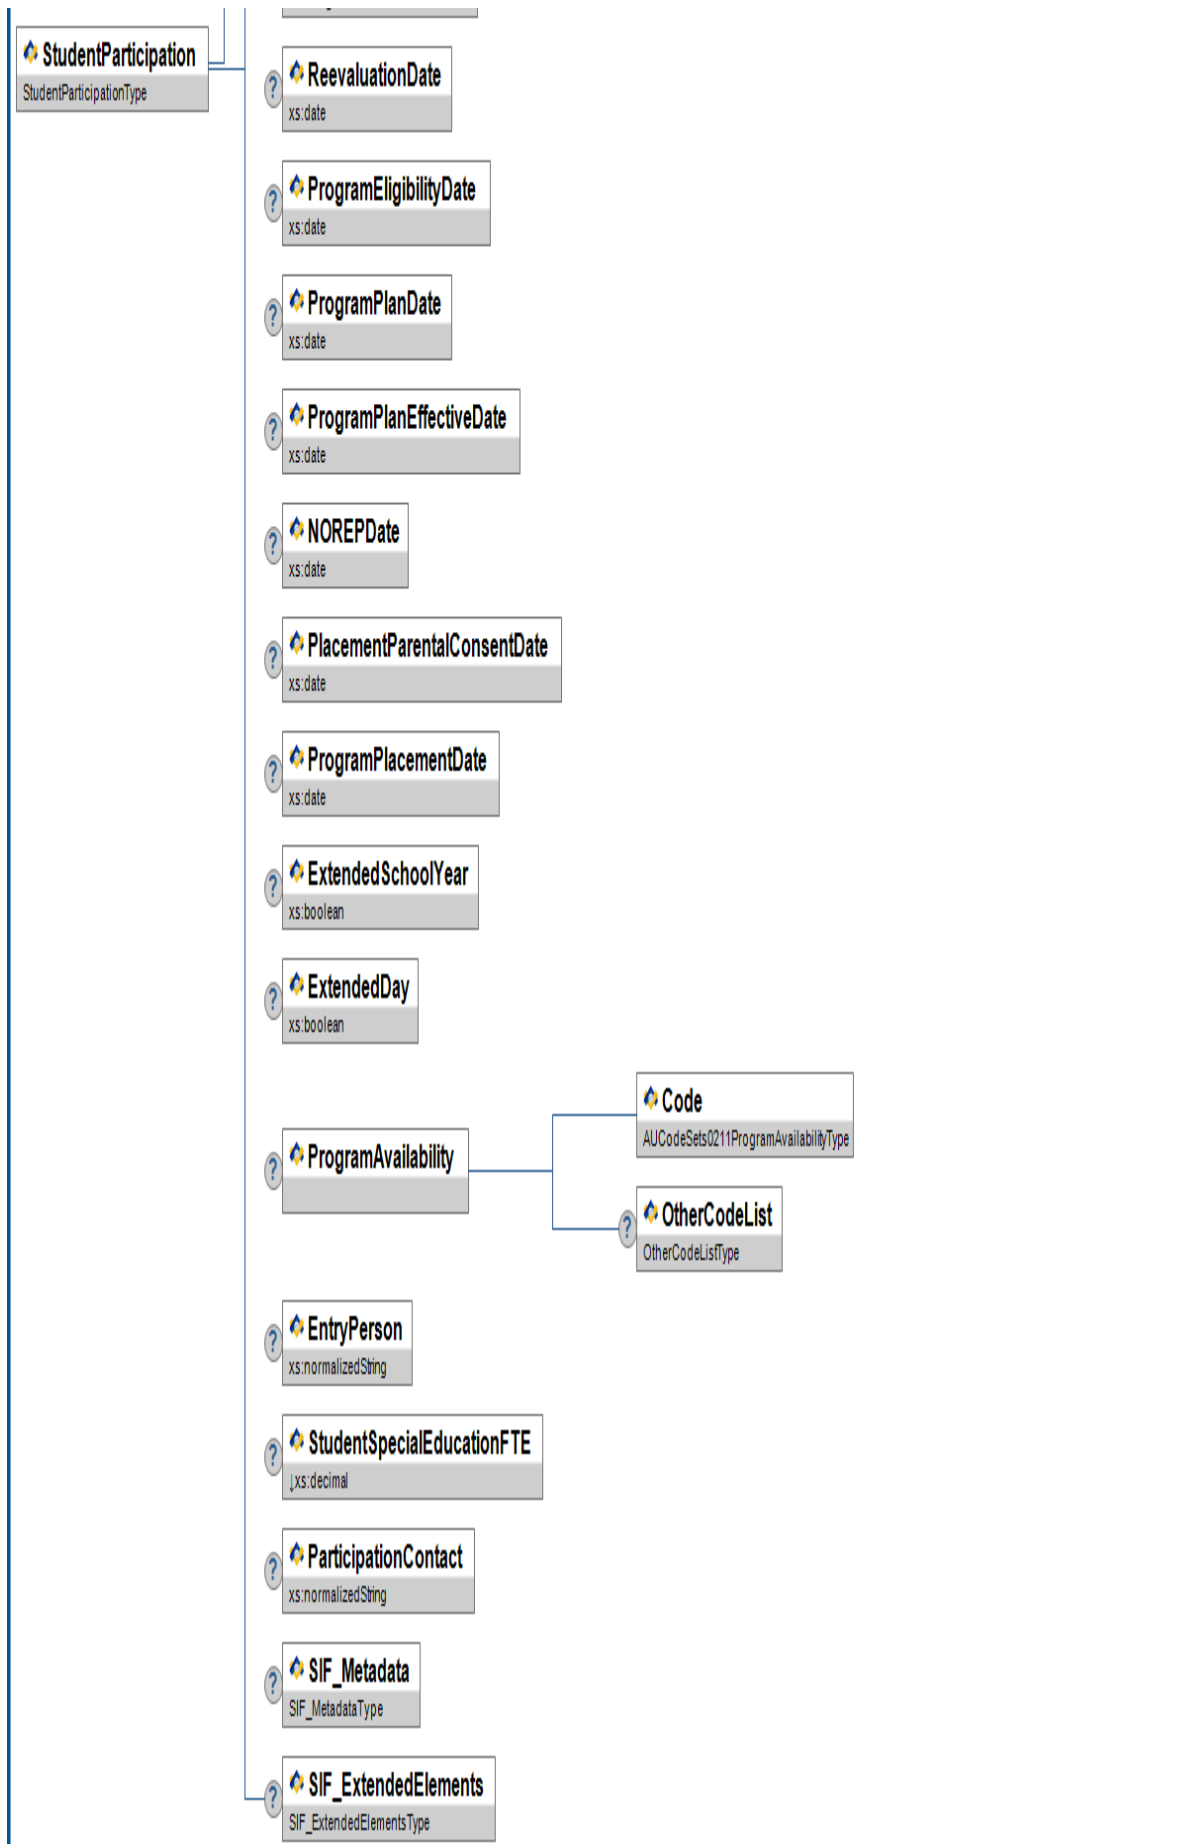 StudentParticipation
StudentParticipationType
?
ReevaluationDate
xs:date
?
ProgramEligibilityDate
xs:date
?
ProgramPlanDate
xs:date
?
ProgramPlanEffectiveDate
xs:date
?
NOREPDate
xs:date
?
PlacementParentalConsentDate
xs:date
?
ProgramPlacementDate
xs:date
?
ExtendedSchoolYear
xs:boolean
?
ExtendedDay
xs:boolean
?
ProgramAvailability
Code
AUCodeSets0211ProgramAvailabilityType
?
OtherCodeList
OtherCodeListType
?
EntryPerson
xs:normalizedString
?
StudentSpecialEducationFTE
↓xs:decimal
?
ParticipationContact
xs:normalizedString
?
SIF_Metadata
SIF_MetadataType
?
SIF_ExtendedElements
SIF_ExtendedElementsType